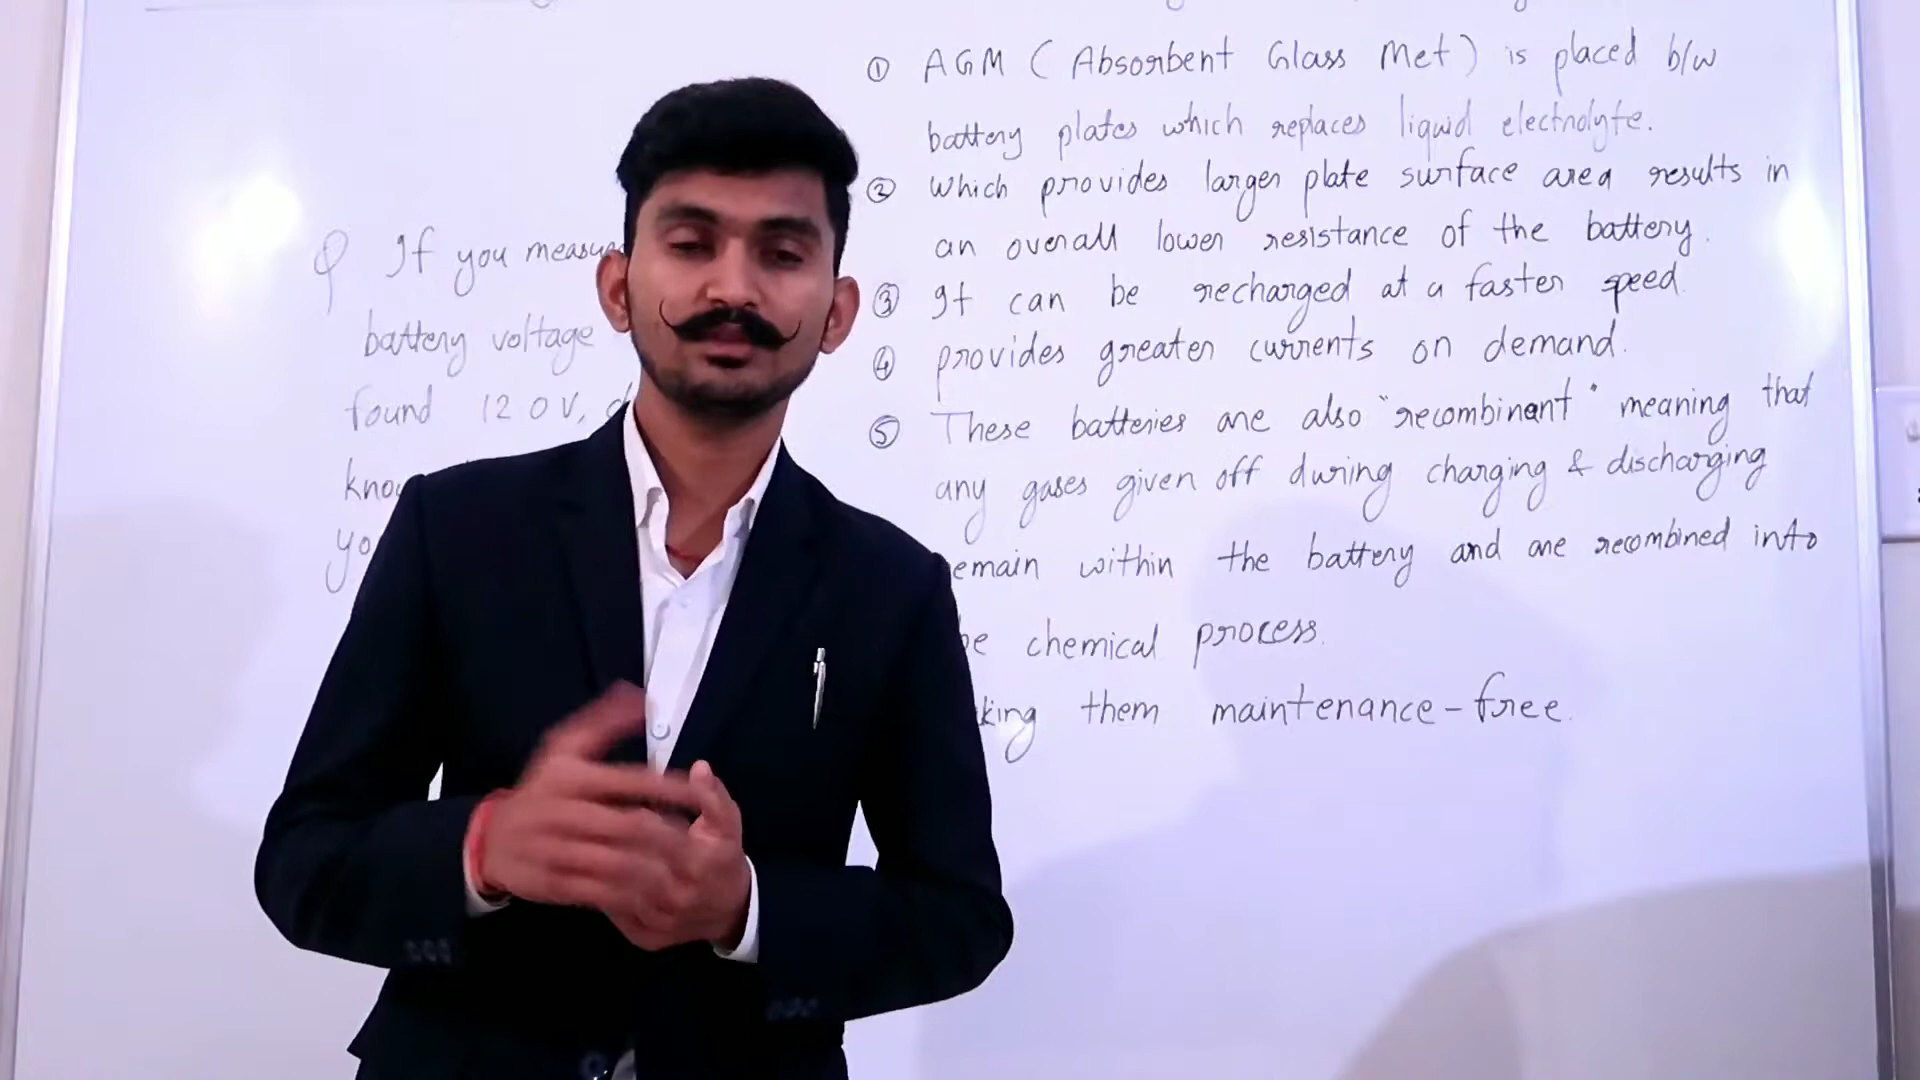 Q If you measu
battery voltage
found 12 0 V,
kno
yo
① AGM ( Absorbent Glass Met ) is placed b/w
battery plates which replaces liquid electrolyte.
② Which provides larger plate surface area results in
an overall lower resistance of the battery.
③ It can be recharged at a faster speed.
④ provides greater currents on demand.
⑤ These batteries are also "recombinant" meaning that
any gases given off during charging & discharging
emain within the battery and are recombined into
he chemical process.
king them maintenance-free.